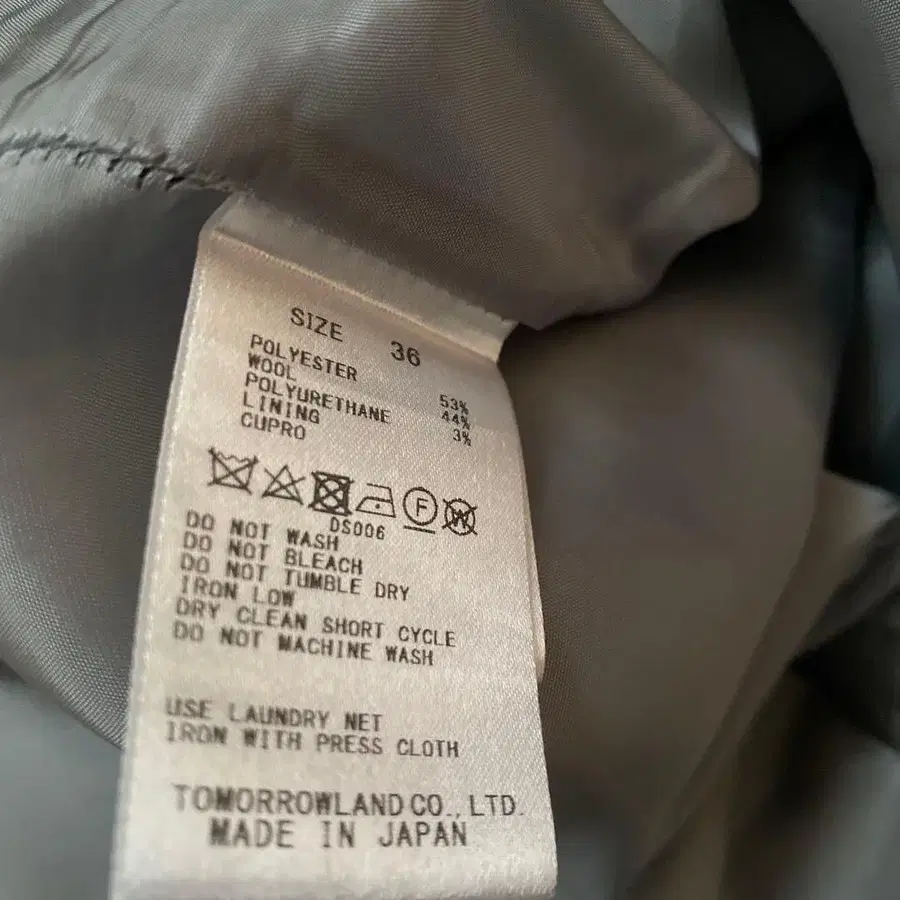 SIZE 36
POLYESTER 53%
WOOL 44%
POLYURETHANE 3%
LINING
CUPRO
F W
DS006
DO NOT WASH
DO NOT BLEACH
DO NOT TUMBLE DRY
IRON LOW
DRY CLEAN SHORT CYCLE
DO NOT MACHINE WASH
USE LAUNDRY NET
IRON WITH PRESS CLOTH
TOMORROWLAND CO., LTD.
MADE IN JAPAN